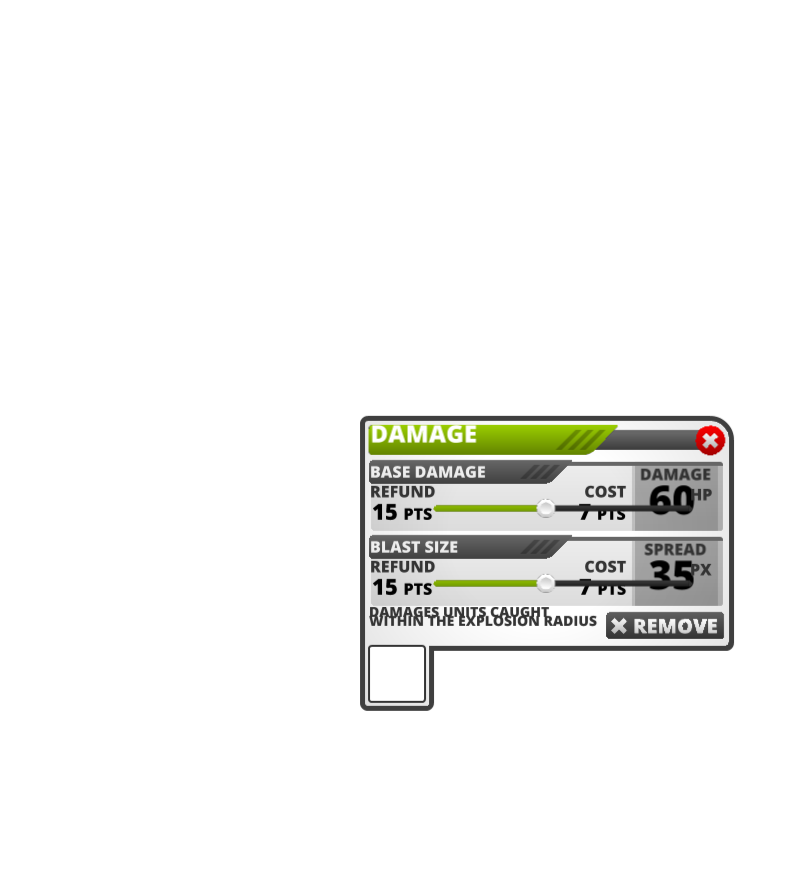 DAMAGE
BASE DAMAGE
DAMAGE
REFUND COST
15 PTS 7 PTS
60 HP
BLAST SIZE
SPREAD
REFUND COST
15 PTS 7 PTS
35 PX
DAMAGES UNITS CAUGHT
WITHIN THE EXPLOSION RADIUS
REMOVE